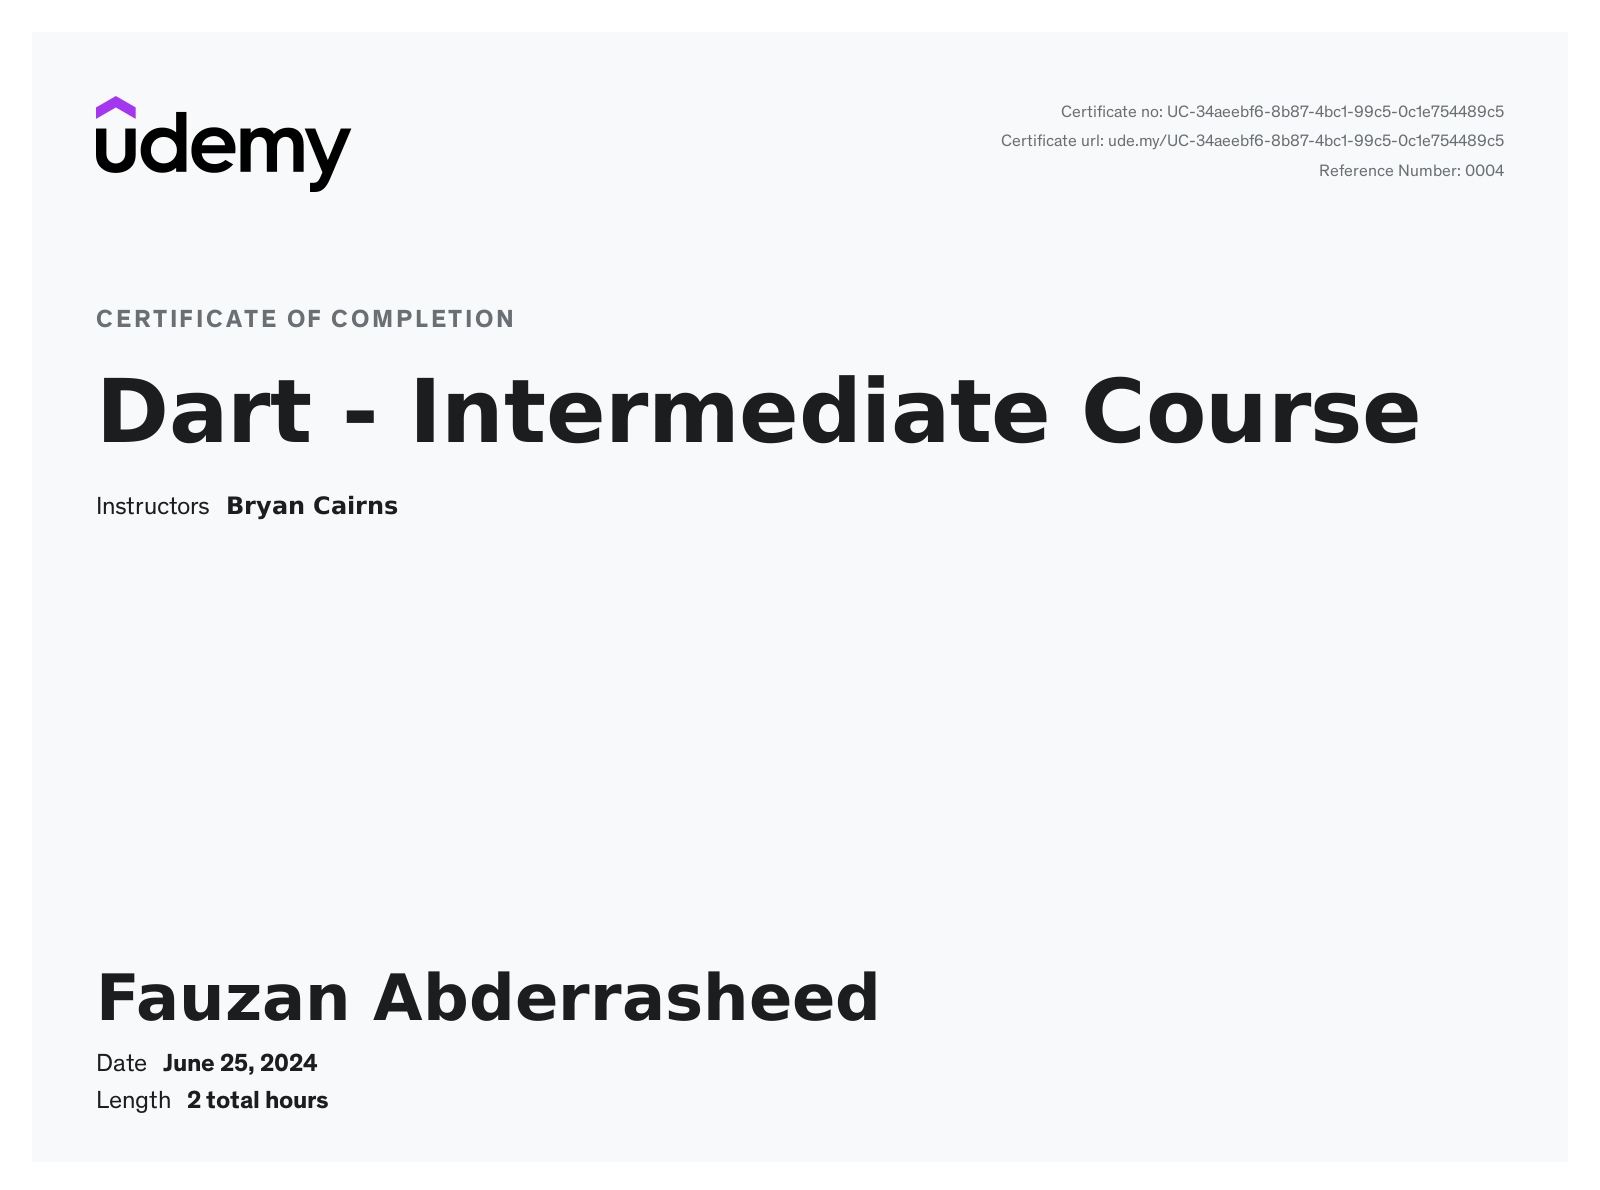 udemy
Certificate no: UC-34aeebf6-8b87-4bc1-99c5-0c1e754489c5
Certificate url: ude.my/UC-34aeebf6-8b87-4bc1-99c5-0c1e754489c5
Reference Number: 0004
CERTIFICATE OF COMPLETION
Dart - Intermediate Course
Instructors Bryan Cairns
Fauzan Abderrasheed
Date June 25, 2024
Length 2 total hours